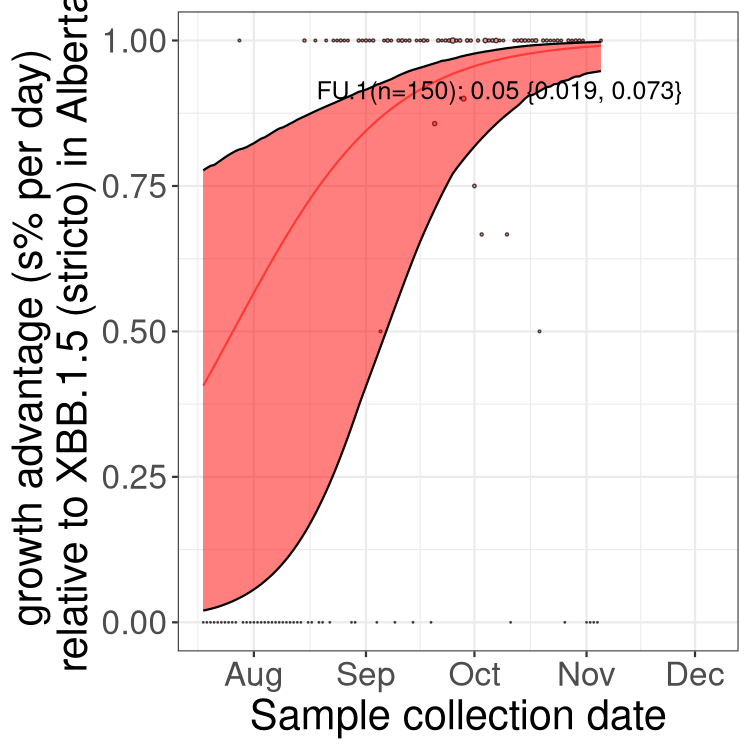 growth advantage (s% per day)
relative to XBB.1.5 (stricto) in Alberta
1.00
0.75
0.50
0.25
0.00
FU.1(n=150): 0.05 {0.019, 0.073}
Aug Sep Oct Nov Dec
Sample collection date